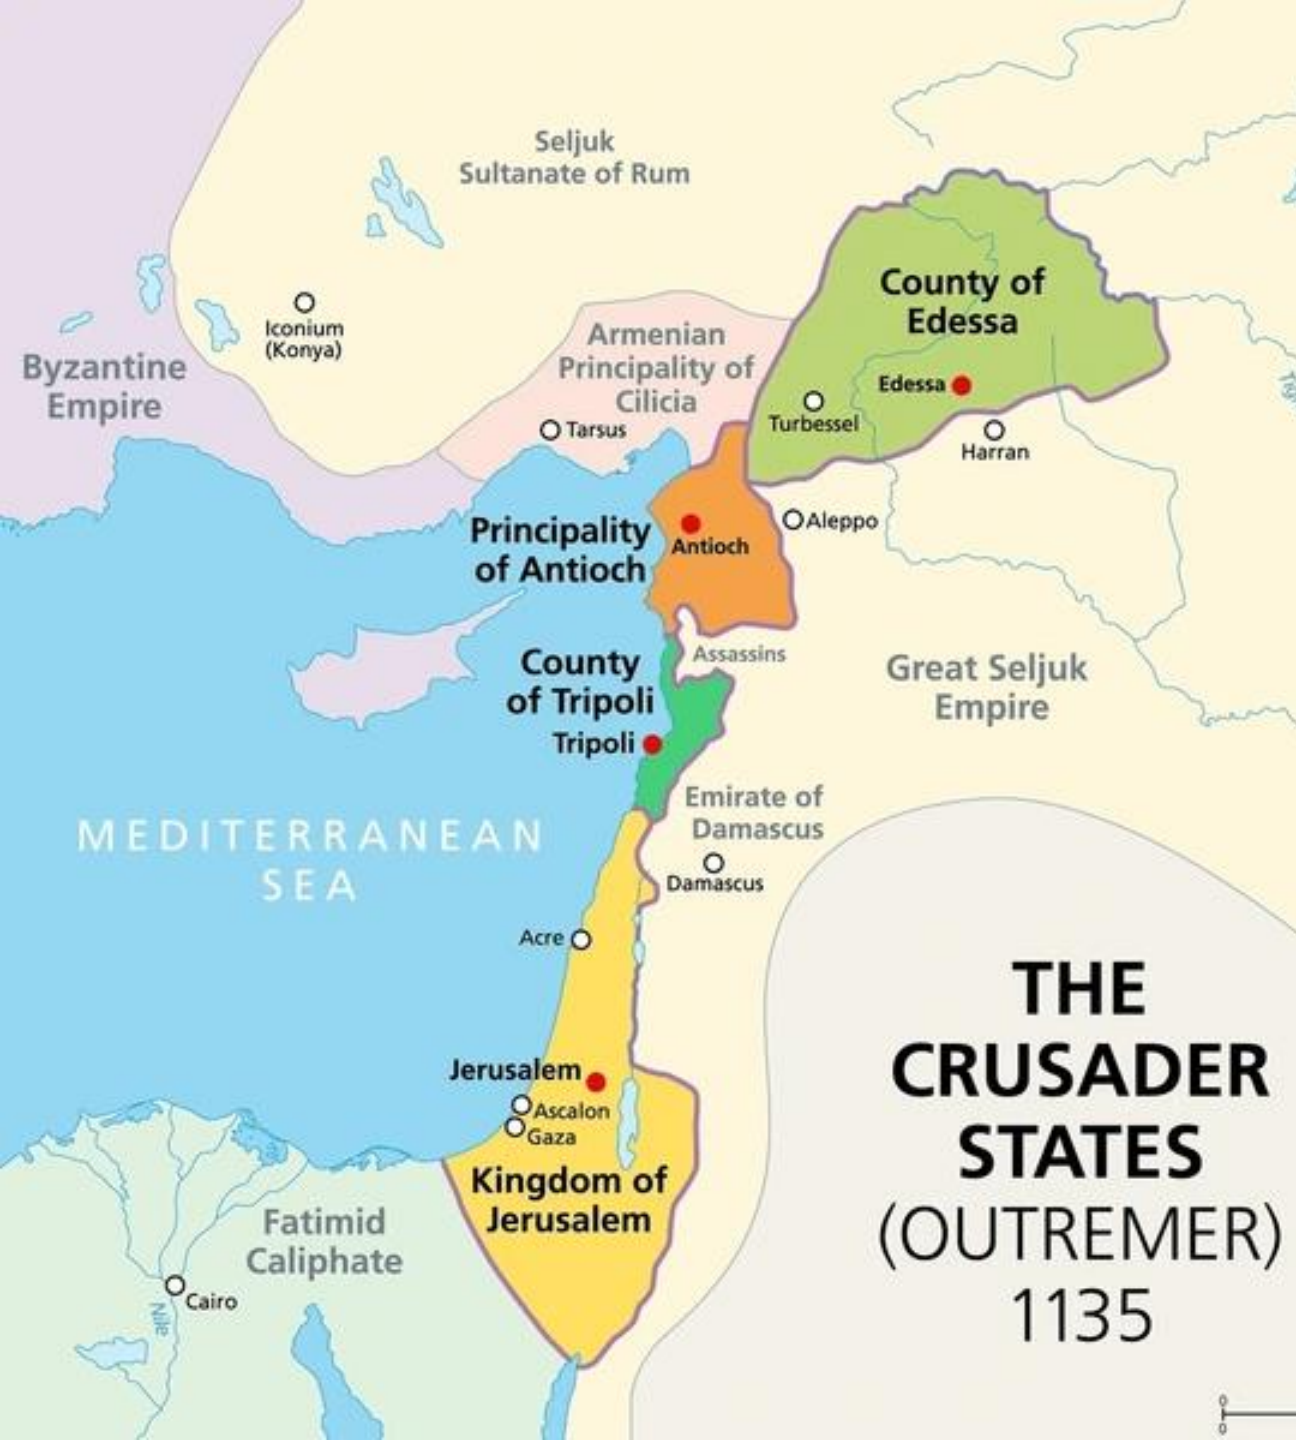 Seljuk
Sultanate of Rum
County of
Edessa
Iconium
(Konya)
Armenian
Principality of
Cilicia
Byzantine
Empire
Edessa
Turbessel
Tarsus
Harran
Aleppo
Principality
of Antioch
Antioch
Assassins
County
of Tripoli
Tripoli
Great Seljuk
Empire
Emirate of
Damascus
Damascus
MEDITERRANEAN
SEA
Acre
THE
CRUSADER
STATES
(OUTREMER)
1135
Jerusalem
Ascalon
Gaza
Kingdom of
Jerusalem
Fatimid
Caliphate
Cairo
Nile
0
0